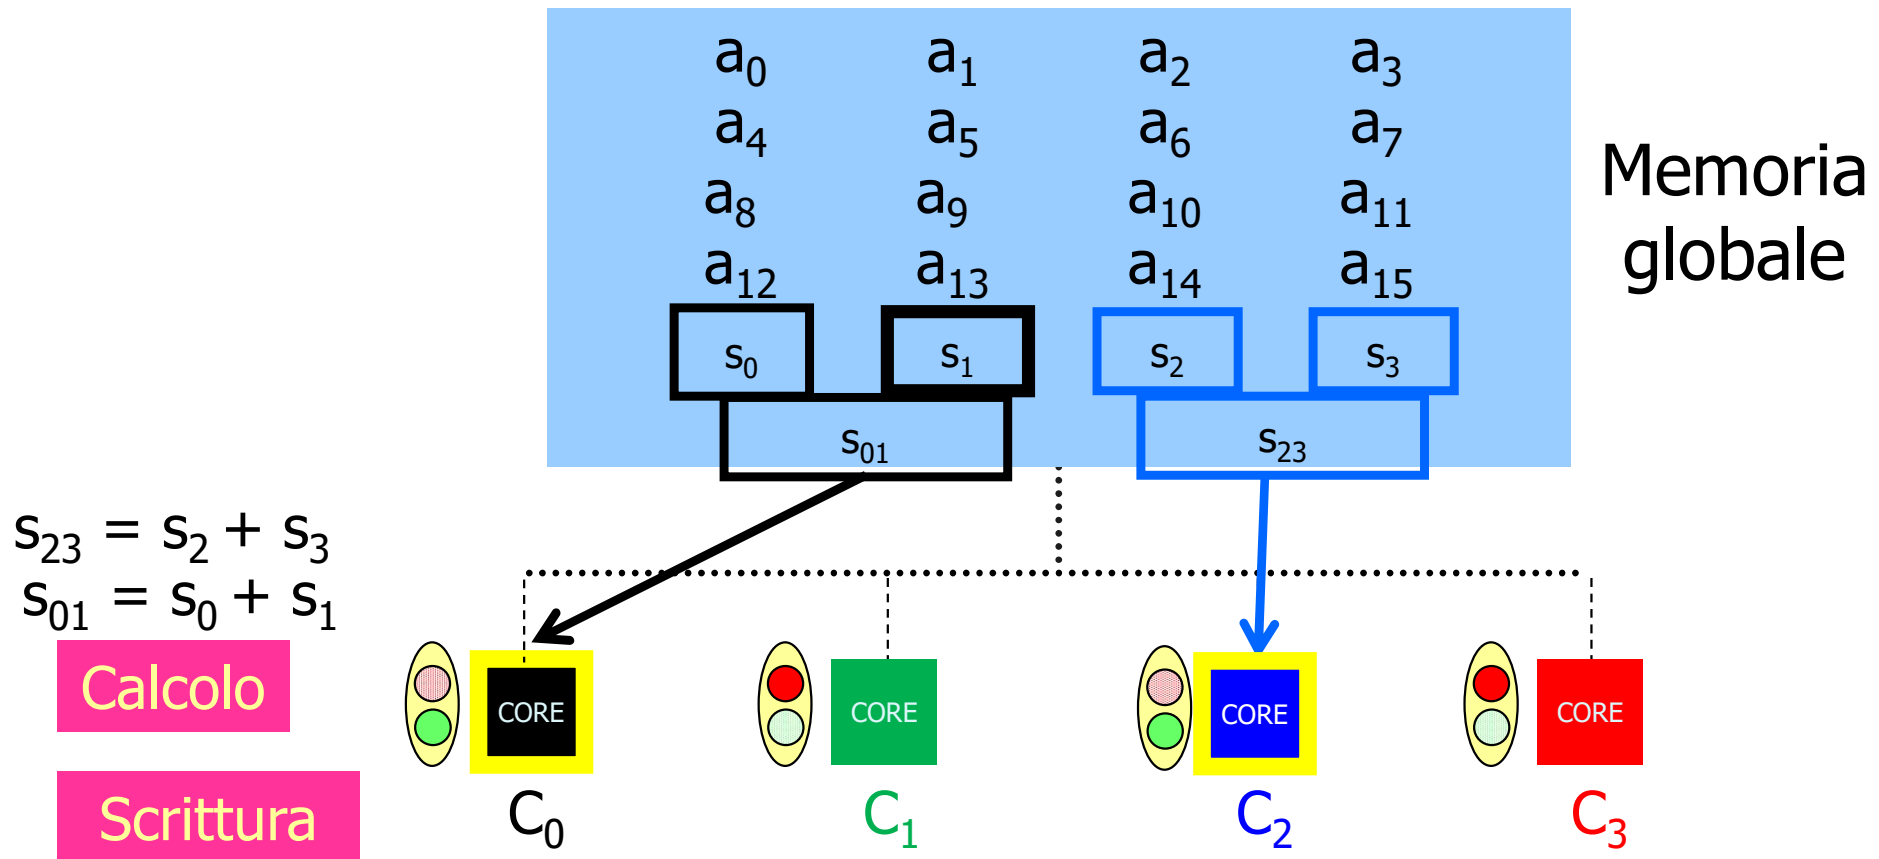 a₀ a₁ a₂ a₃
a₄ a₅ a₆ a₇
a₈ a₉ a₁₀ a₁₁
a₁₂ a₁₃ a₁₄ a₁₅
Memoria
globale
s₀ s₁ s₂ s₃
s₀₁ s₂₃
s₂₃ = s₂ + s₃
s₀₁ = s₀ + s₁
Calcolo
CORE CORE CORE CORE
Scrittura
C₀ C₁ C₂ C₃